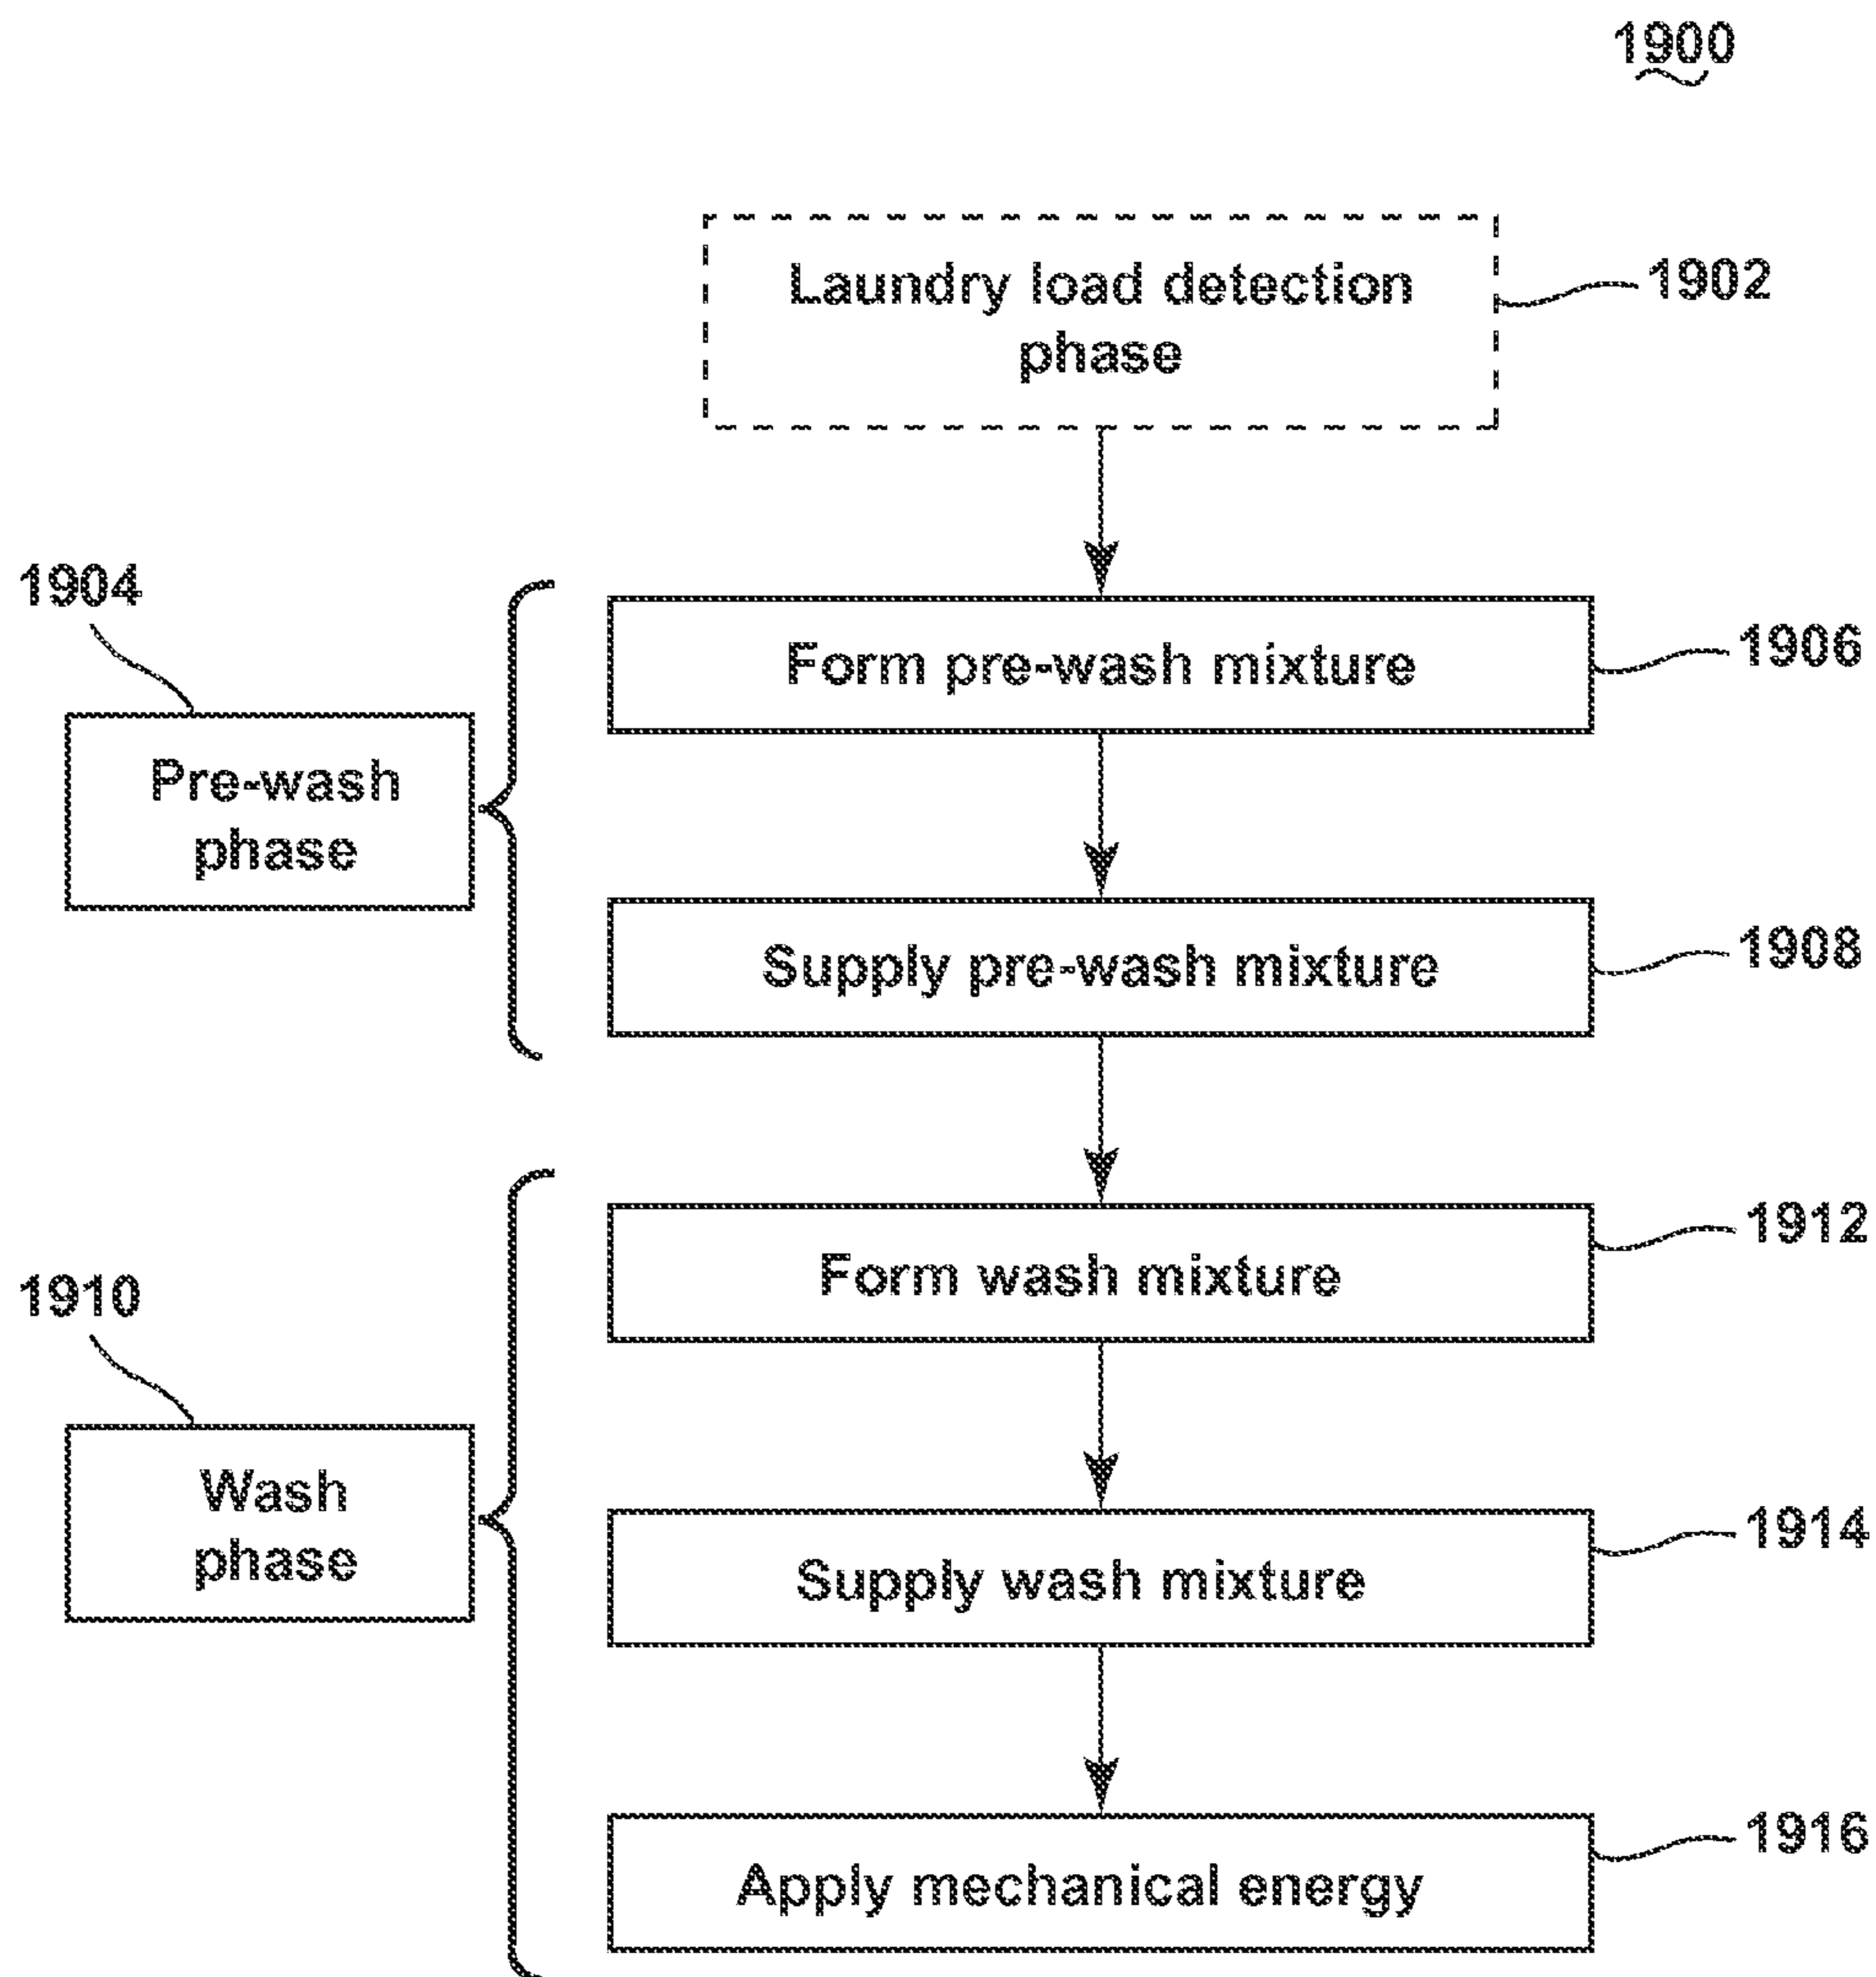 1900
Laundry load detection
phase
1902
1904
Pre-wash
phase
Form pre-wash mixture
1906
Supply pre-wash mixture
1908
1910
Wash
phase
Form wash mixture
1912
Supply wash mixture
1914
Apply mechanical energy
1916